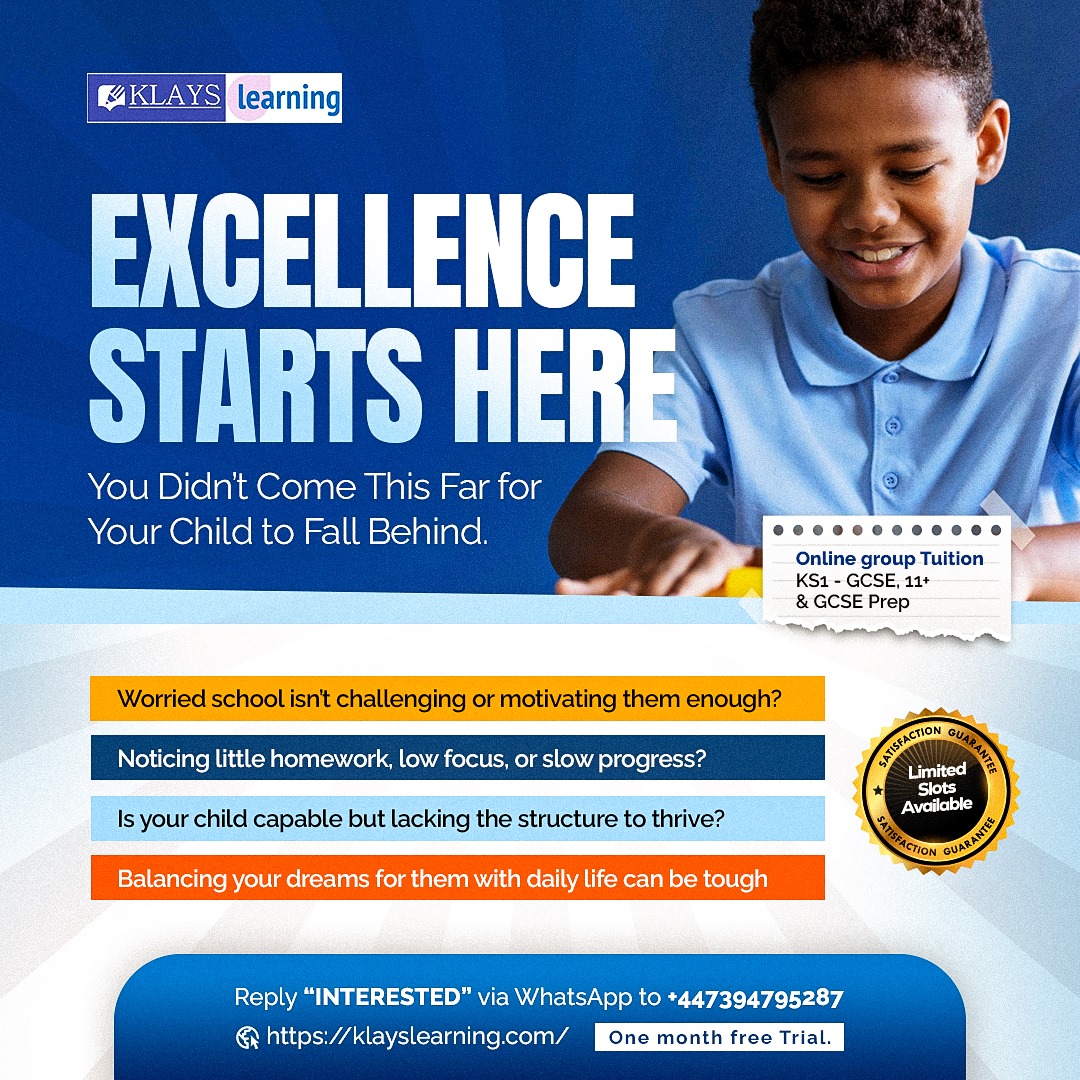 KLAYS learning
EXCELLENCE
STARTS HERE
You Didn't Come This Far for
Your Child to Fall Behind.
Online group Tuition
KS1 - GCSE, 11+
& GCSE Prep
Worried school isn't challenging or motivating them enough?
Noticing little homework, low focus, or slow progress?
Is your child capable but lacking the structure to thrive?
Balancing your dreams for them with daily life can be tough
SATISFACTION GUARANTEE
Limited
Slots
Available
SATISFACTION GUARANTEE
Reply “INTERESTED” via WhatsApp to +447394795287
https://klayslearning.com/ One month free Trial.